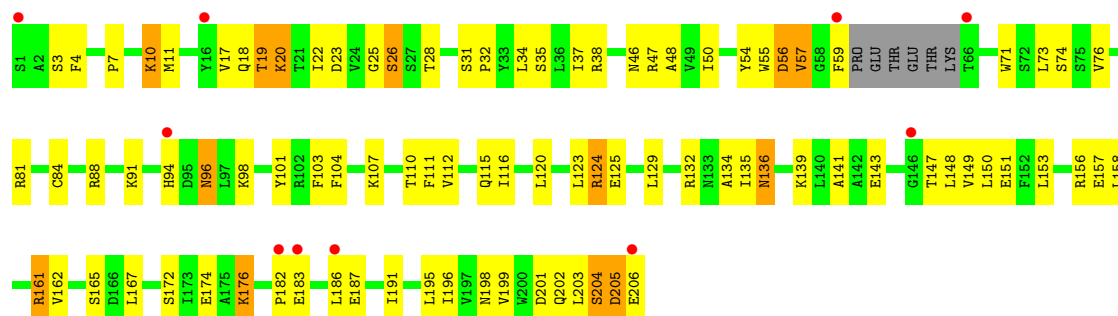 S1 A2 S3 F4 P7 K10 M11 Y16 V17 Q18 T19 K20 T21 I22 D23 V24 G25 S26 S27 T28 S31 P32 Y33 L34 S35 L36 I37 R38 N46 R47 A48 V49 I50 Y54 W55 D56 V57 G58 F59 PRO GLU THR GLU THR LYS T66 W71 S72 L73 S74 S75 V76
R81 C84 R88 K91 H94 D95 N96 L97 K98 Y101 R102 F103 F104 K107 T110 F111 V112 Q115 I116 L120 L123 R124 E125 L129 R132 N133 A134 I135 N136 K139 L140 A141 A142 E143 G146 T147 L148 V149 L150 E151 F152 L153 R156 E157 L158
R161 V162 S165 D166 L167 S172 I173 E174 A175 K176 P182 E183 L186 E187 I191 L195 I196 V197 N198 V199 W200 D201 Q202 L203 S204 D205 E206